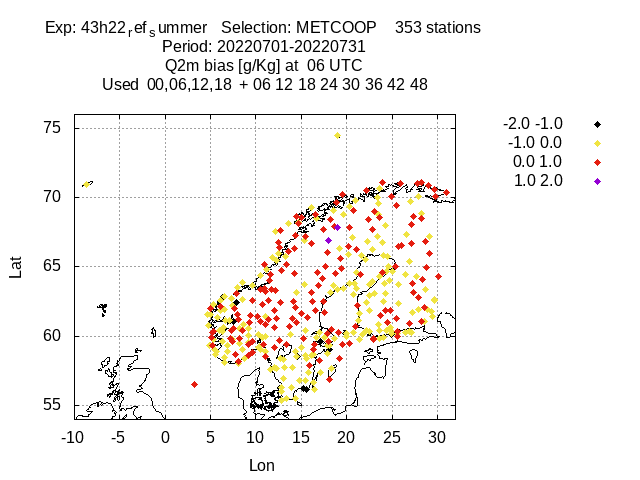 Exp: 43h22refsummer Selection: METCOOP 353 stations
Period: 20220701-20220731
Q2m bias [g/Kg] at 06 UTC
Used 00,06,12,18 + 06 12 18 24 30 36 42 48
-2.0 -1.0
-1.0 0.0
0.0 1.0
1.0 2.0
75
70
65
60
55
Lat
-10 -5 0 5 10 15 20 25 30
Lon